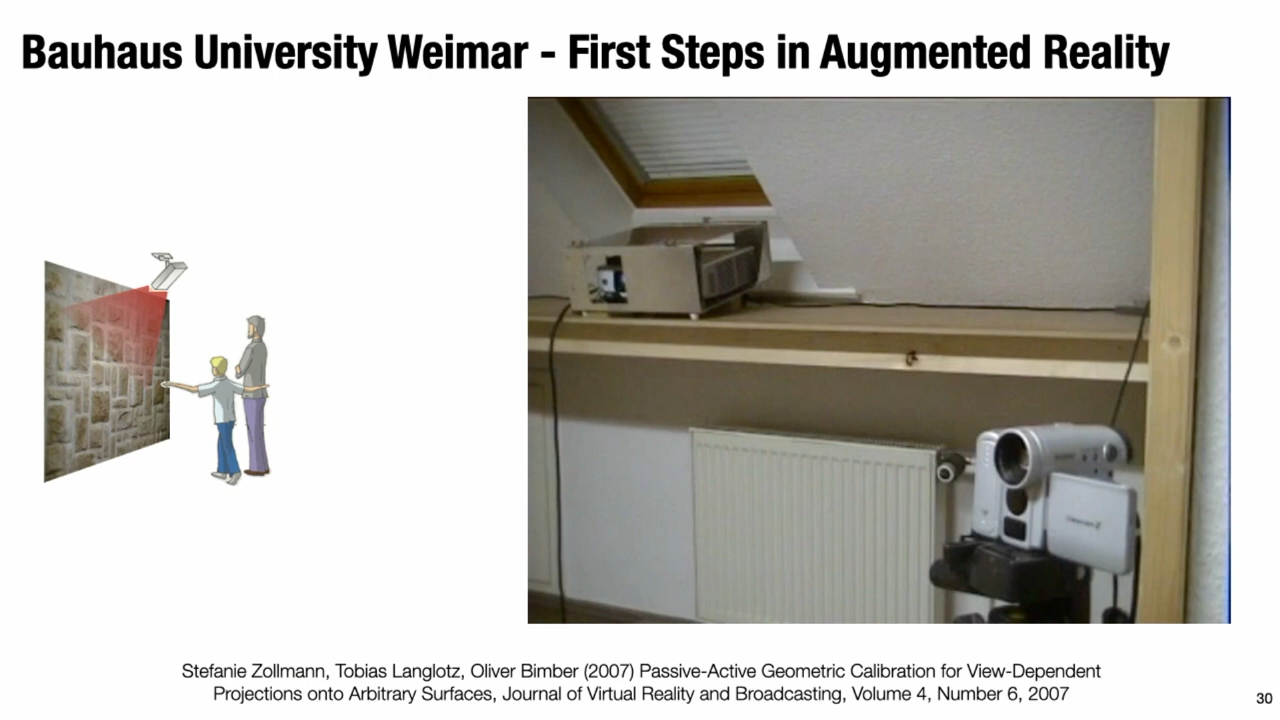 Bauhaus University Weimar - First Steps in Augmented Reality
Stefanie Zollmann, Tobias Langlotz, Oliver Bimber (2007) Passive-Active Geometric Calibration for View-Dependent
Projections onto Arbitrary Surfaces, Journal of Virtual Reality and Broadcasting, Volume 4, Number 6, 2007
30